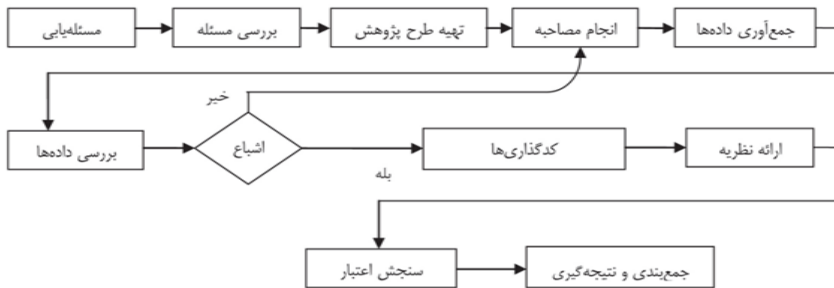 مسئله‌یابی
بررسی مسئله
تهیه طرح پژوهش
انجام مصاحبه
جمع‌آوری داده‌ها
خیر
بررسی داده‌ها
اشباع
بله
کدگذاری‌ها
ارائه نظریه
سنجش اعتبار
جمع‌بندی و نتیجه‌گیری